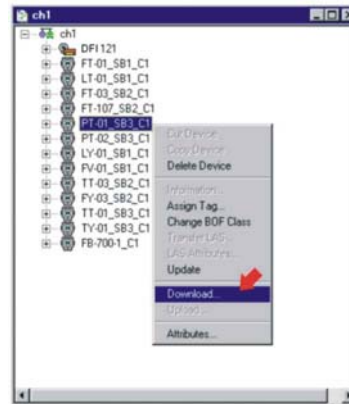 ch1
ch1
DFI 121
FT-01_SB1_C1
LT-01_SB1_C1
FT-03_SB2_C1
FT-107_SB2_C1
PT-01_SB3_C1
PT-02_SB3_C1
LY-01_SB1_C1
FV-01_SB1_C1
TT-03_SB2_C1
FY-03_SB2_C1
TT-01_SB3_C1
TY-01_SB3_C1
FB-700-1_C1
Cut Device
Copy Device
Delete Device
Information...
Assign Tag...
Change BOF Class
Transfer LAS...
LAS Attributes...
Update
Download...
Upload...
Attributes...